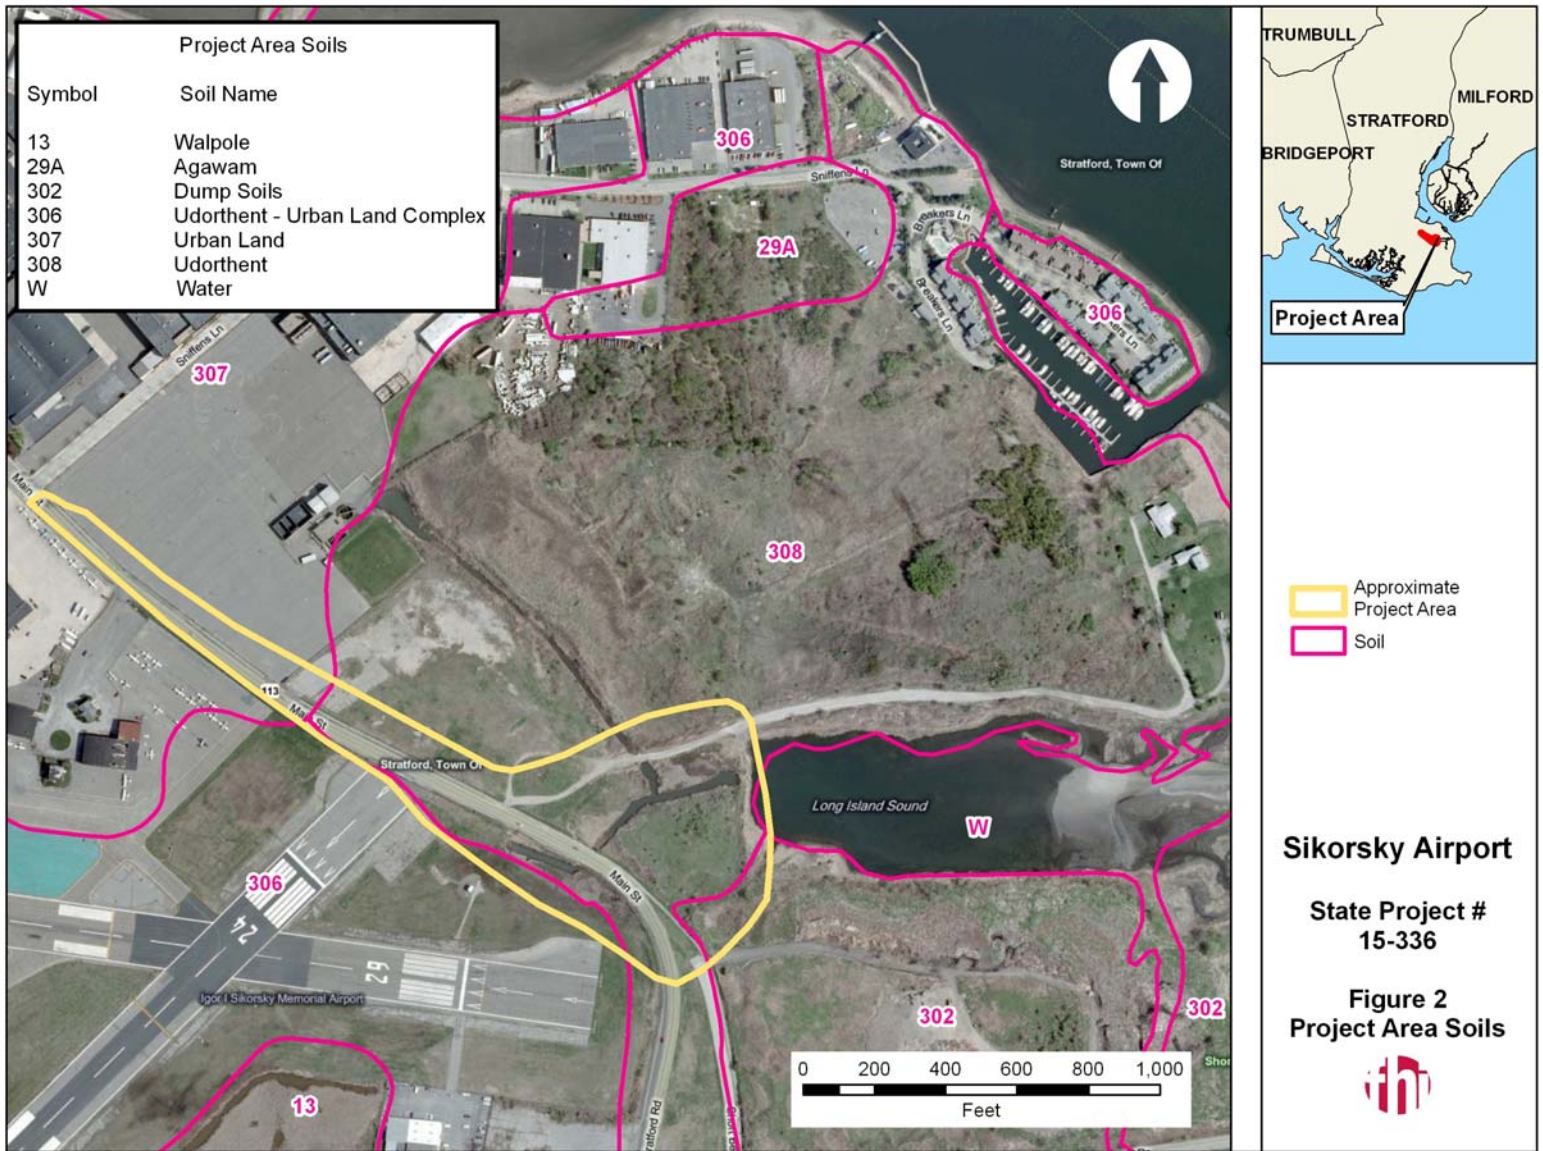 Project Area Soils
Symbol Soil Name
13 Walpole
29A Agawam
302 Dump Soils
306 Udorthent - Urban Land Complex
307 Urban Land
308 Udorthent
W Water
306
Stratford, Town Of
Sniffens Ln
Breakers Ln
29A
Breakers Ln
306
Sniffens Ln
307
Main
308
113
Main St
Stratford, Town Of
Long Island Sound
W
Main St
306
24
29
Igor I Sikorsky Memorial Airport
302
302
13
0 200 400 600 800 1,000
Feet
TRUMBULL
MILFORD
STRATFORD
BRIDGEPORT
Project Area
Approximate
Project Area
Soil
Sikorsky Airport
State Project #
15-336
Figure 2
Project Area Soils
fhi